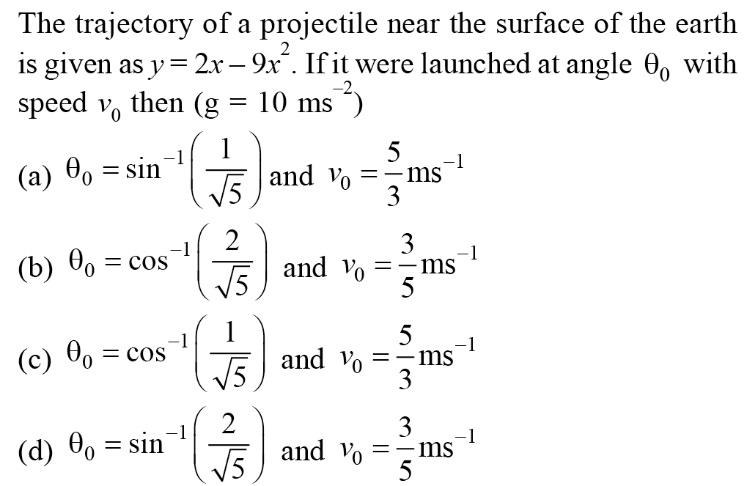 The trajectory of a projectile near the surface of the earth
is given as y = 2x – 9x². If it were launched at angle θ₀ with
speed v₀ then (g = 10 ms⁻²)
(a) θ₀ = sin⁻¹(1/√5) and v₀ = 5/3 ms⁻¹
(b) θ₀ = cos⁻¹(2/√5) and v₀ = 3/5 ms⁻¹
(c) θ₀ = cos⁻¹(1/√5) and v₀ = 5/3 ms⁻¹
(d) θ₀ = sin⁻¹(2/√5) and v₀ = 3/5 ms⁻¹